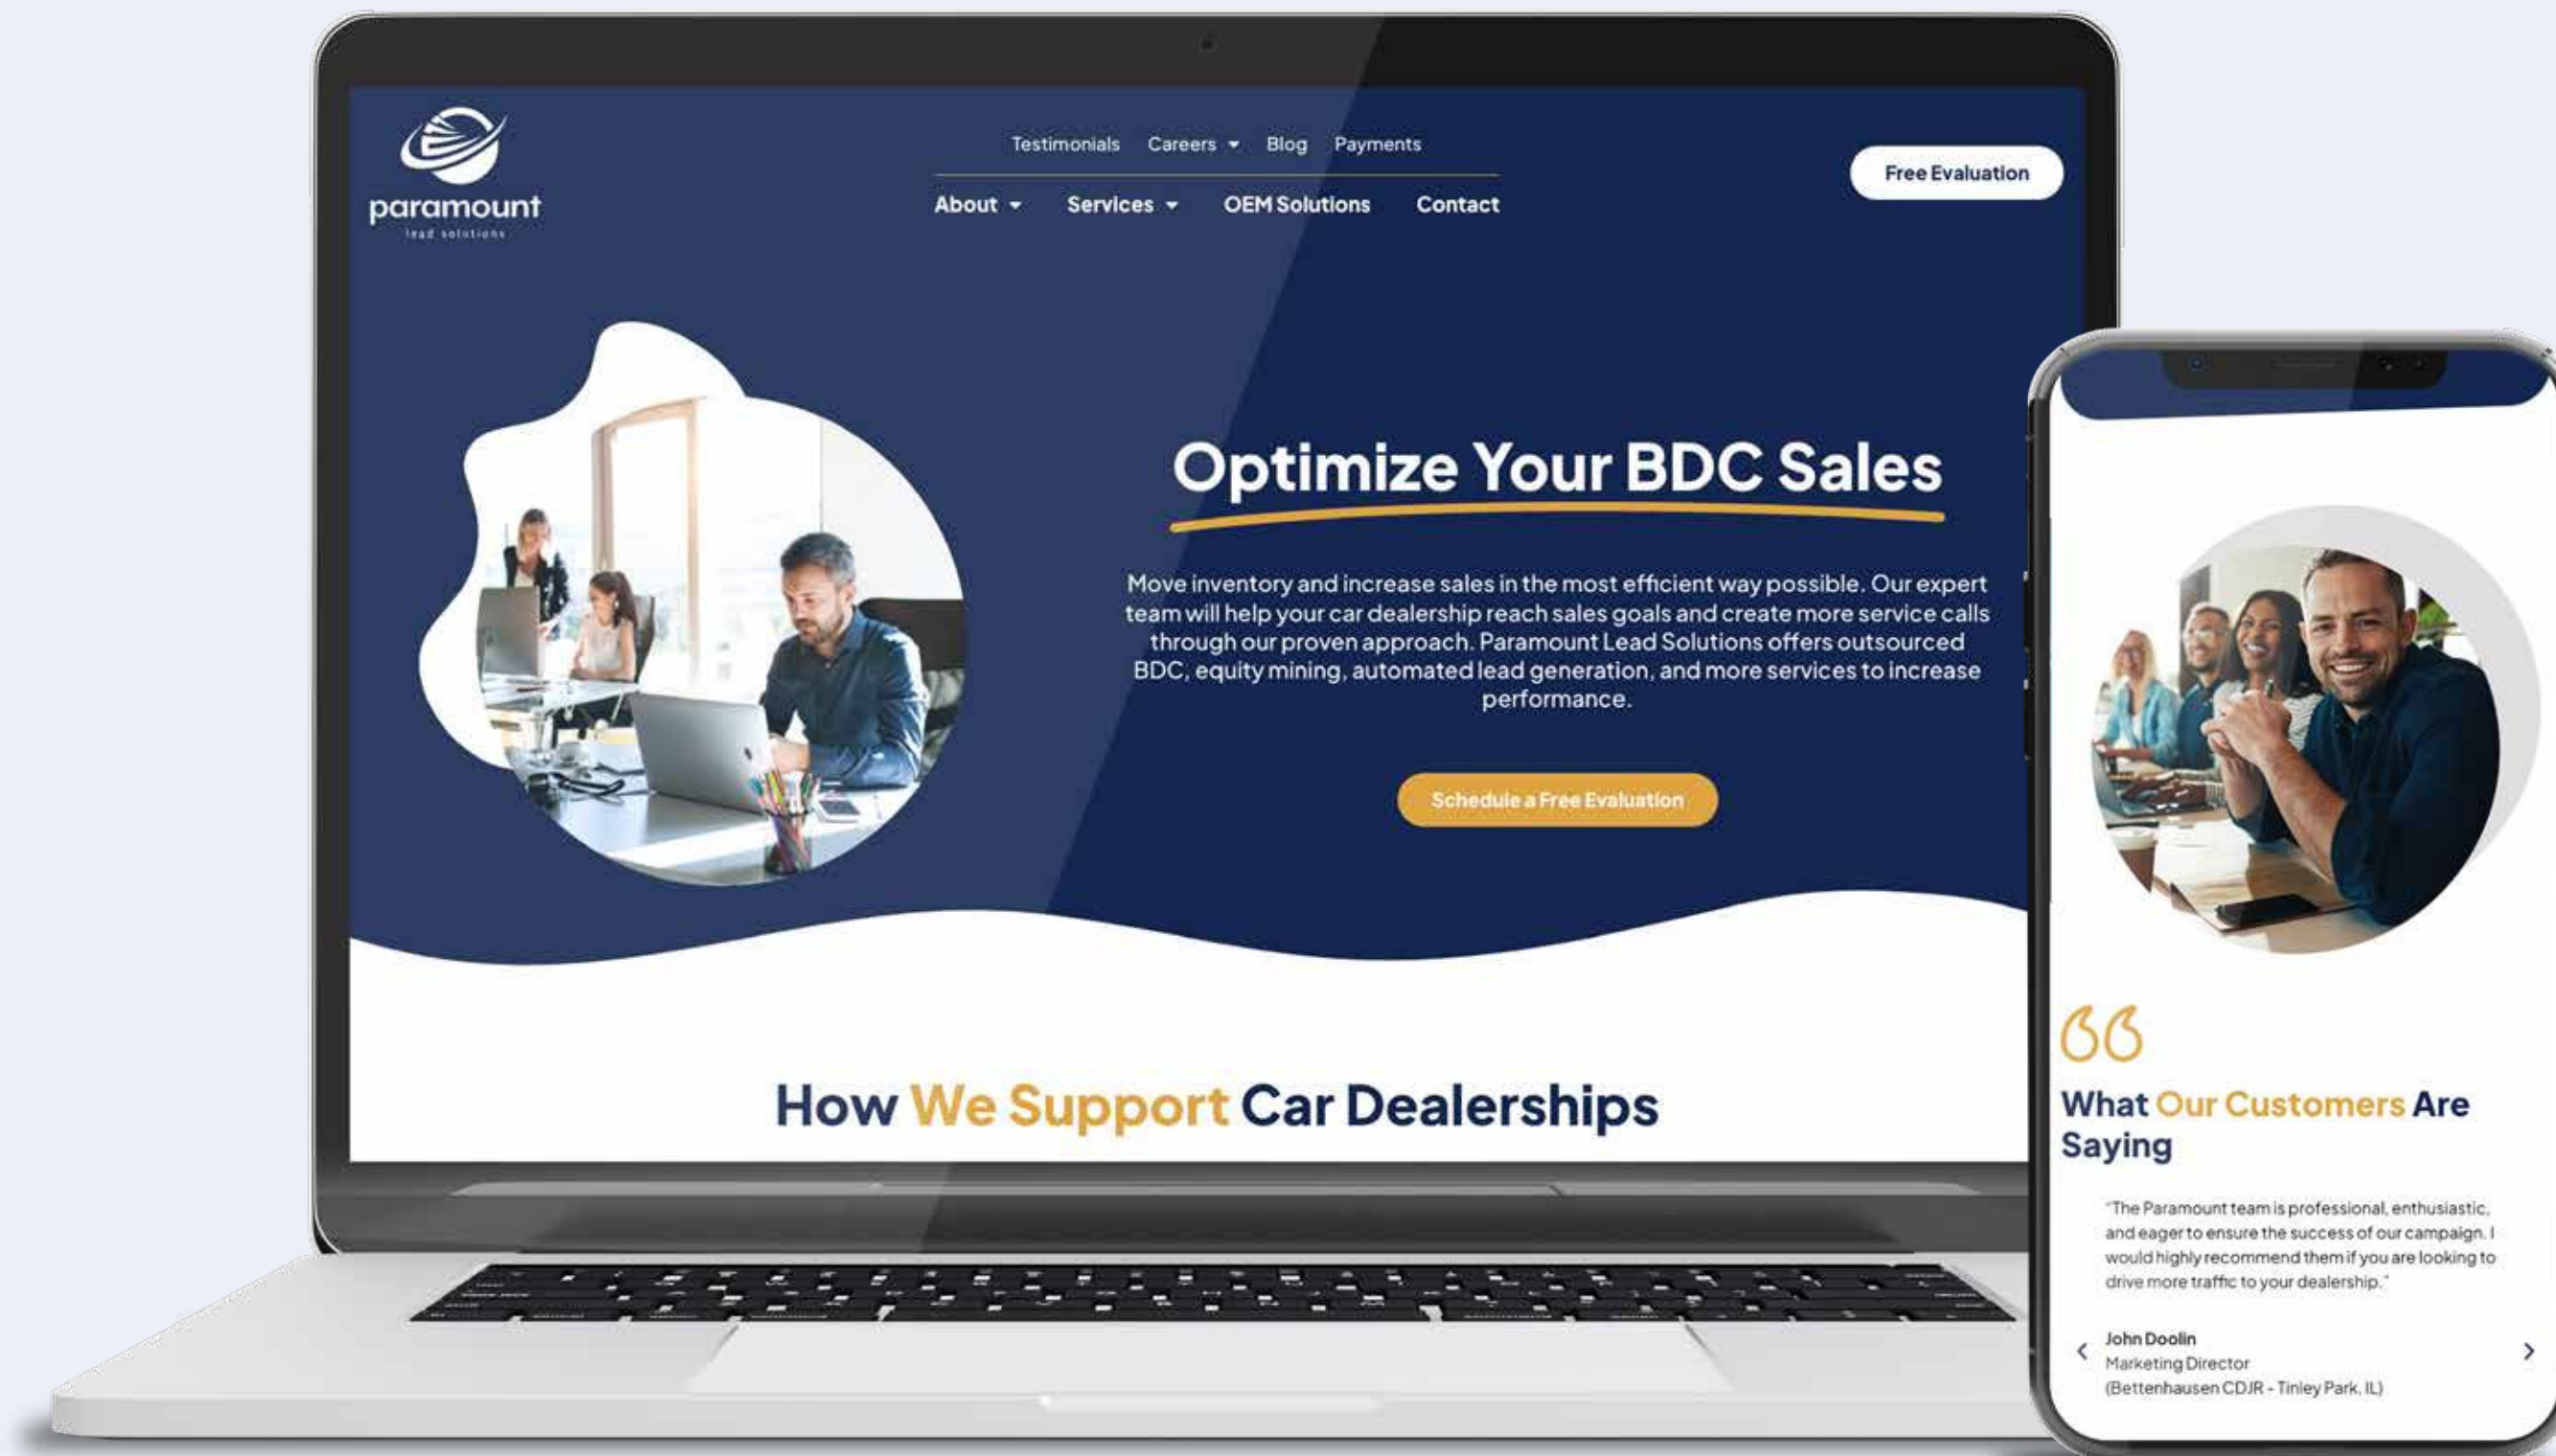 paramount
lead solutions
Testimonials Careers Blog Payments
About Services OEM Solutions Contact
Free Evaluation
Optimize Your BDC Sales
Move inventory and increase sales in the most efficient way possible. Our expert
team will help your car dealership reach sales goals and create more service calls
through our proven approach. Paramount Lead Solutions offers outsourced
BDC, equity mining, automated lead generation, and more services to increase
performance.
Schedule a Free Evaluation
How We Support Car Dealerships
What Our Customers Are
Saying
"The Paramount team is professional, enthusiastic,
and eager to ensure the success of our campaign. I
would highly recommend them if you are looking to
drive more traffic to your dealership."
John Doolin
Marketing Director
(Bettenhausen CDJR - Tinley Park, IL)